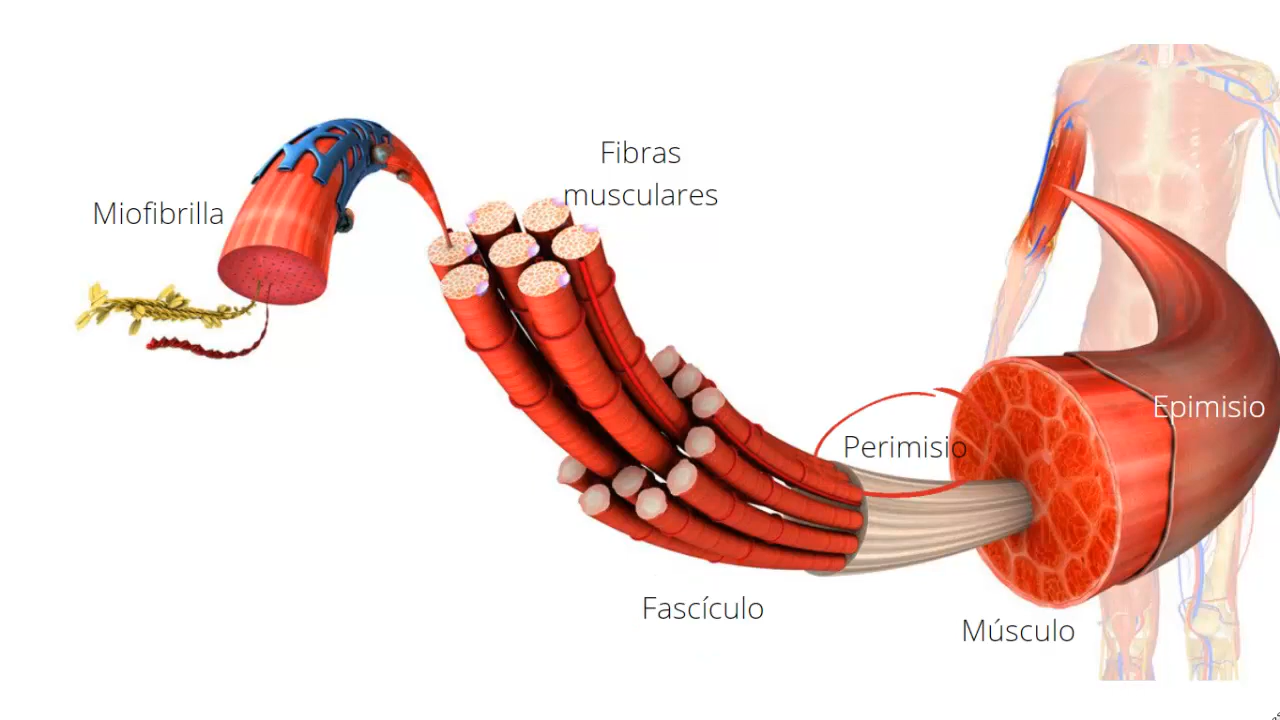 Fibras
musculares
Miofibrilla
Epimisio
Perimisio
Fascículo
Músculo